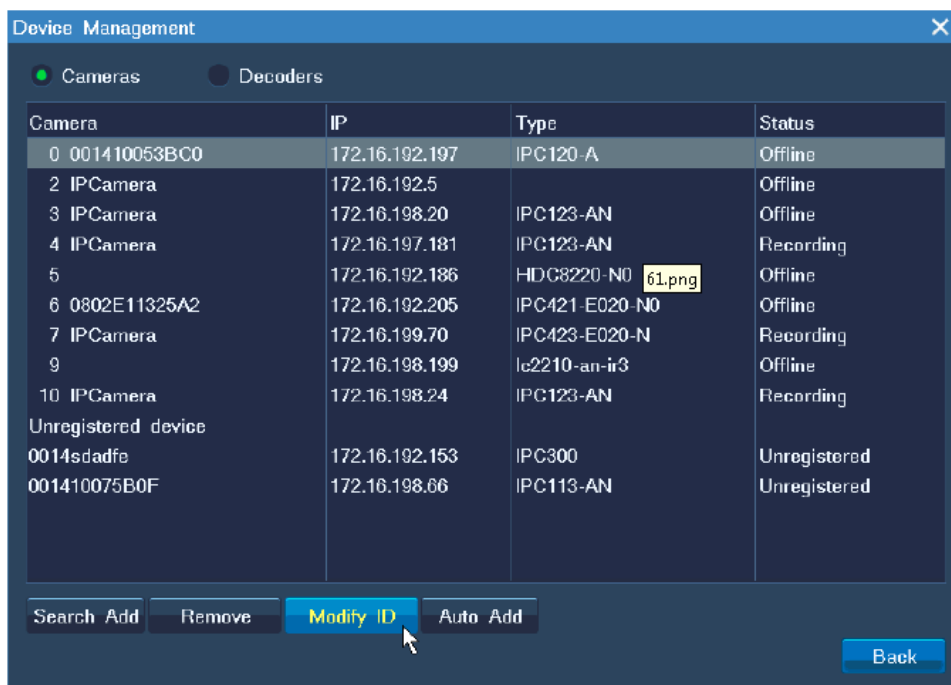 Device Management
Cameras Decoders
Camera IP Type Status
0 001410053BC0 172.16.192.197 IPC120-A Offline
2 IPCamera 172.16.192.5 Offline
3 IPCamera 172.16.198.20 IPC123-AN Offline
4 IPCamera 172.16.197.181 IPC123-AN Recording
5 172.16.192.186 HDC8220-N0 61.png Offline
6 0802E11325A2 172.16.192.205 IPC421-E020-N0 Offline
7 IPCamera 172.16.199.70 IPC423-E020-N Recording
9 172.16.198.199 Ic2210-an-ir3 Offline
10 IPCamera 172.16.198.24 IPC123-AN Recording
Unregistered device
0014sdadfe 172.16.192.153 IPC300 Unregistered
001410075B0F 172.16.198.66 IPC113-AN Unregistered
Search Add Remove Modify ID Auto Add
Back